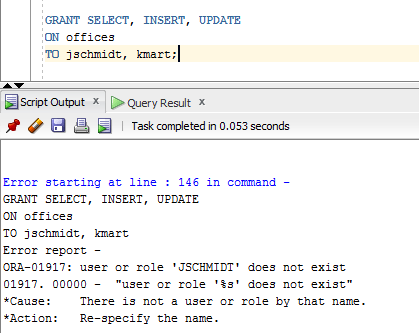 GRANT SELECT, INSERT, UPDATE
ON offices
TO jschmidt, kmart;
Script Output x Query Result x
Task completed in 0.053 seconds
Error starting at line : 146 in command -
GRANT SELECT, INSERT, UPDATE
ON offices
TO jschmidt, kmart
Error report -
ORA-01917: user or role 'JSCHMIDT' does not exist
01917. 00000 -  "user or role '%s' does not exist"
*Cause:    There is not a user or role by that name.
*Action:   Re-specify the name.